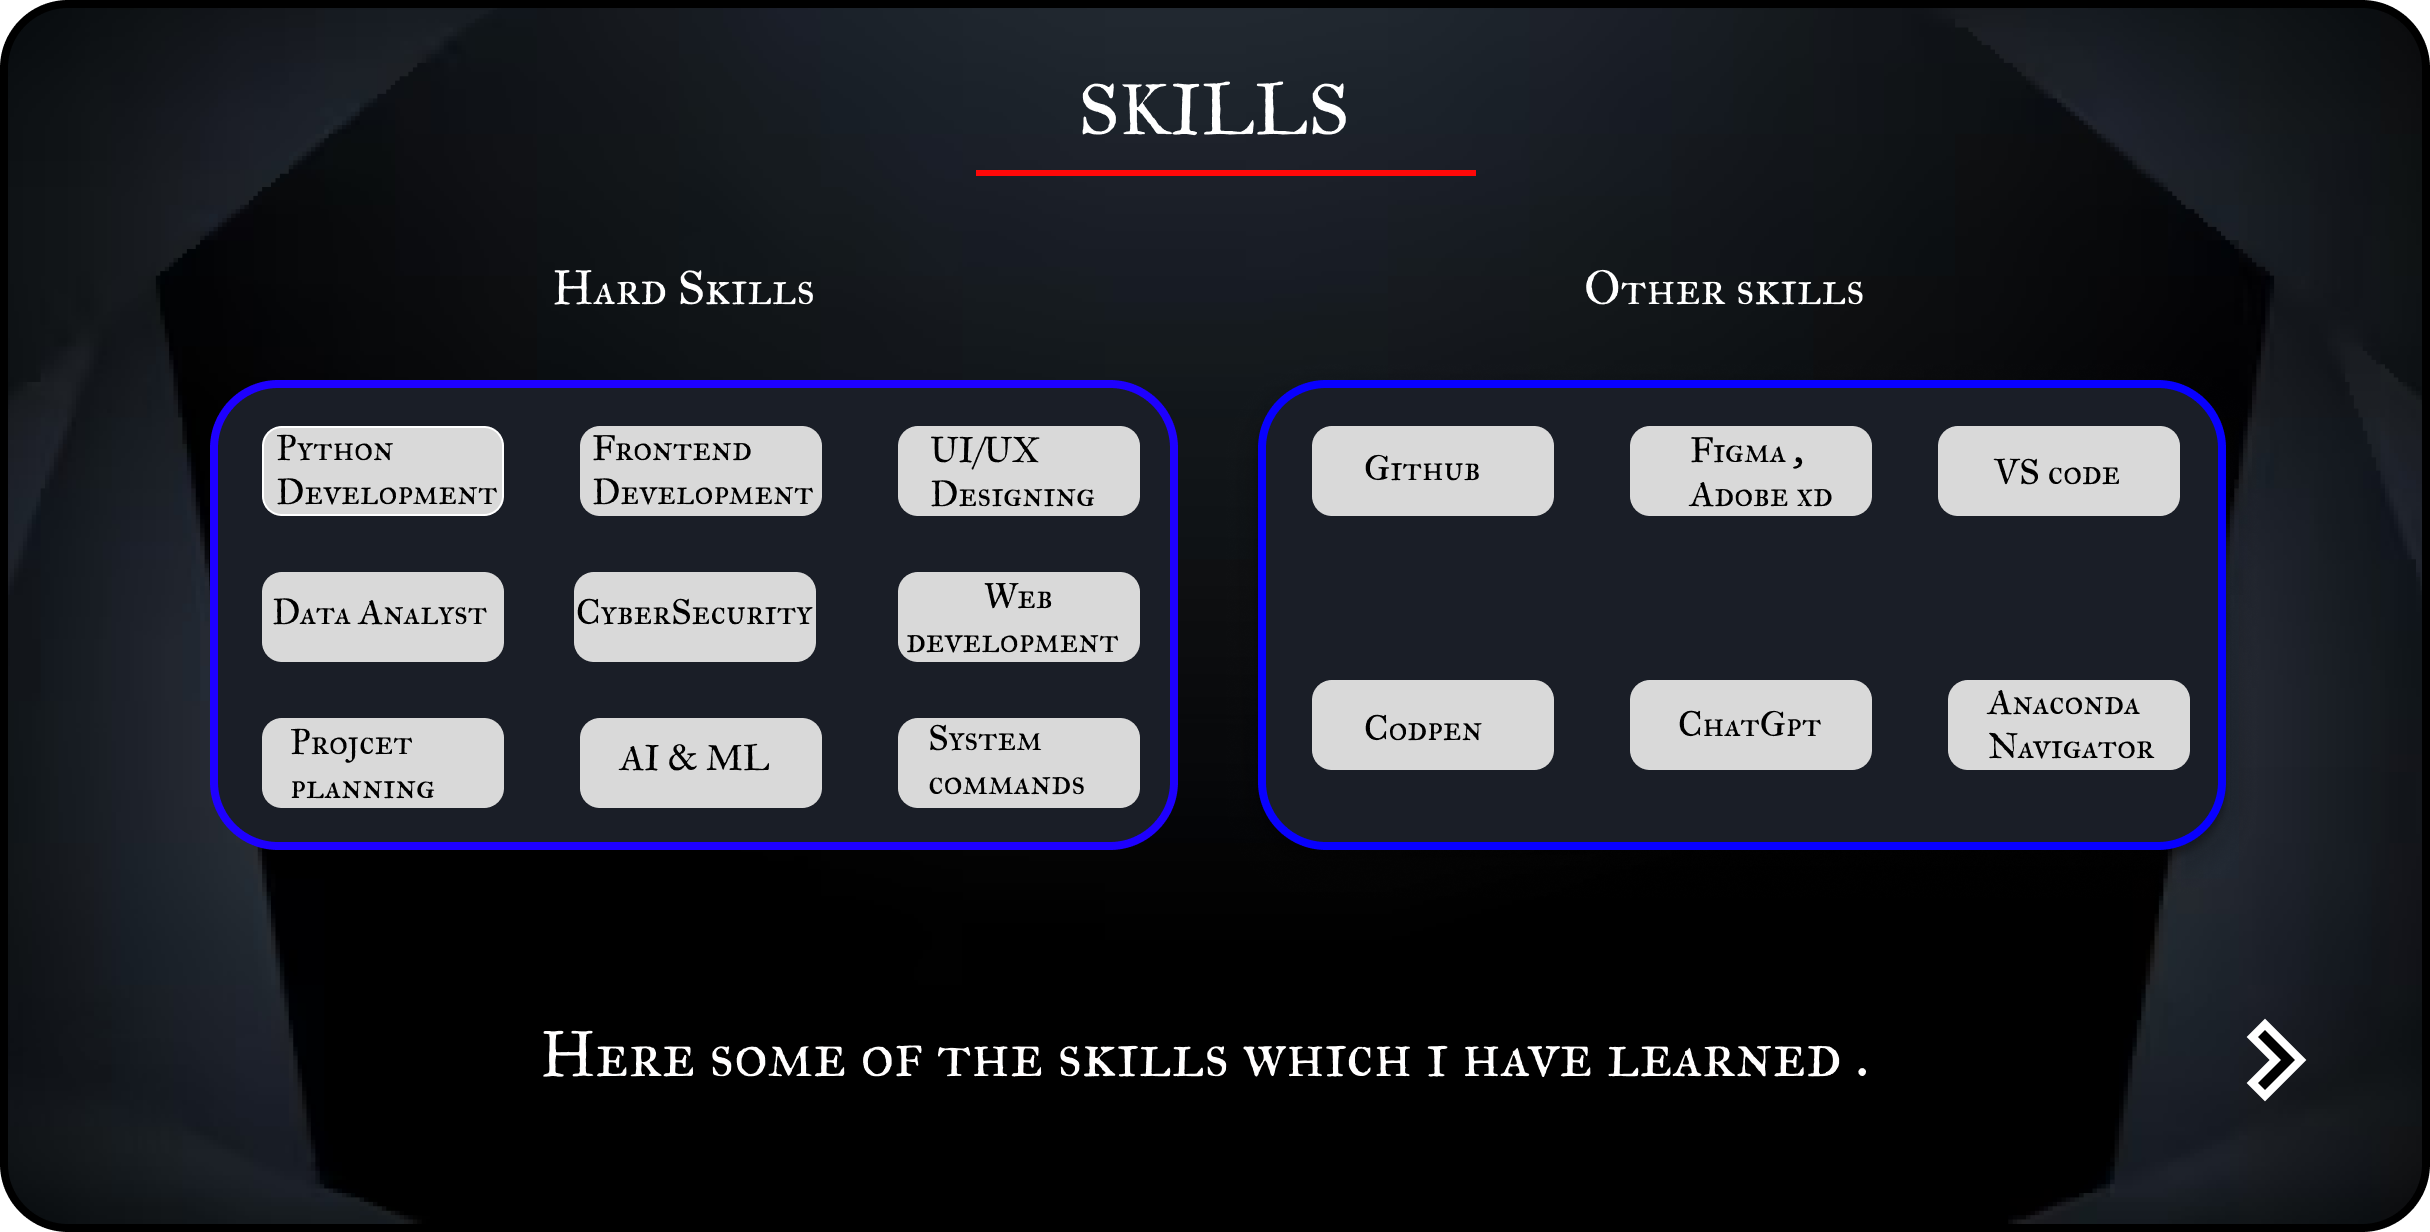 SKILLS
Hard Skills
Python
Development
Frontend
Development
UI/UX
Designing
Data Analyst
CyberSecurity
Web
development
Projcet
planning
AI & ML
System
commands
Other skills
Github
Figma ,
Adobe xd
VS code
Codpen
ChatGpt
Anaconda
Navigator
Here some of the skills which i have learned .